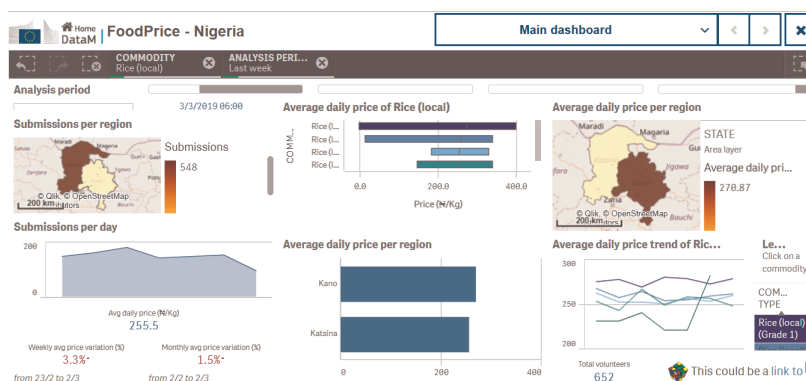 Home
DataM
FoodPrice - Nigeria
Main dashboard
COMMODITY
Rice (local)
ANALYSIS PERI...
Last week
Analysis period
3/3/2019 06:00
Submissions per region
Maradi
Magaria
Zaria
Bauchi
Submissions
548
© Qlik, © OpenStreetMap
200 km
Submissions per day
200
0
Avg daily price (₦/Kg)
255.5
Weekly avg price variation (%)
3.3%
Monthly avg price variation (%)
1.5%
from 23/2 to 2/3
from 2/2 to 2/3
Average daily price of Rice (local)
COMM...
Rice (l...
Rice (l...
Rice (l...
Rice (l...
0.0
200.0
400.0
Price (₦/Kg)
Average daily price per region
Kano
Katsina
0
200
400
Average daily price per region
Maradi
Magaria
Gu
Jigawa
Zaria
Bauchi
© Qlik, © OpenStreetMap
200 km
STATE
Area layer
Average daily pri...
270.87
Average daily price trend of Ric...
300
250
200
Le...
Click on a
commodity
COM...
TYPE
Rice (local)
(Grade 1)
Total volunteers
652
This could be a link to